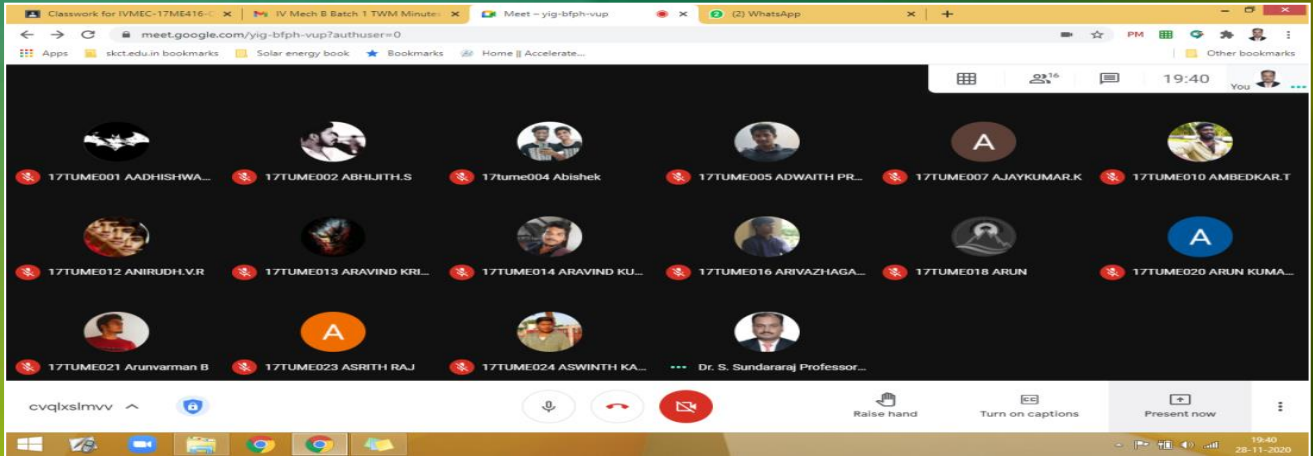 Classwork for IVMEC-17ME416-C
IV Mech B Batch 1 TWM Minutes
Meet – yig-bfph-vup
(2) WhatsApp
meet.google.com/yig-bfph-vup?authuser=0
PM
Apps skct.edu.in bookmarks Solar energy book Bookmarks Home || Accelerate... Other bookmarks
16 19:40 You
A
17TUME001 AADHISHWA... 17TUME002 ABHIJITH.S 17tume004 Abishek 17TUME005 ADWAITH PR... 17TUME007 AJAYKUMAR.K 17TUME010 AMBEDKAR.T
A
17TUME012 ANIRUDH.V.R 17TUME013 ARAVIND KRI... 17TUME014 ARAVIND KU... 17TUME016 ARIVAZHAGA... 17TUME018 ARUN 17TUME020 ARUN KUMA...
A
17TUME021 Arunvarman B 17TUME023 ASRITH RAJ 17TUME024 ASWINTH KA... Dr. S. Sundararaj Professor...
cvqlxslmvv
Raise hand Turn on captions Present now
19:40
28-11-2020